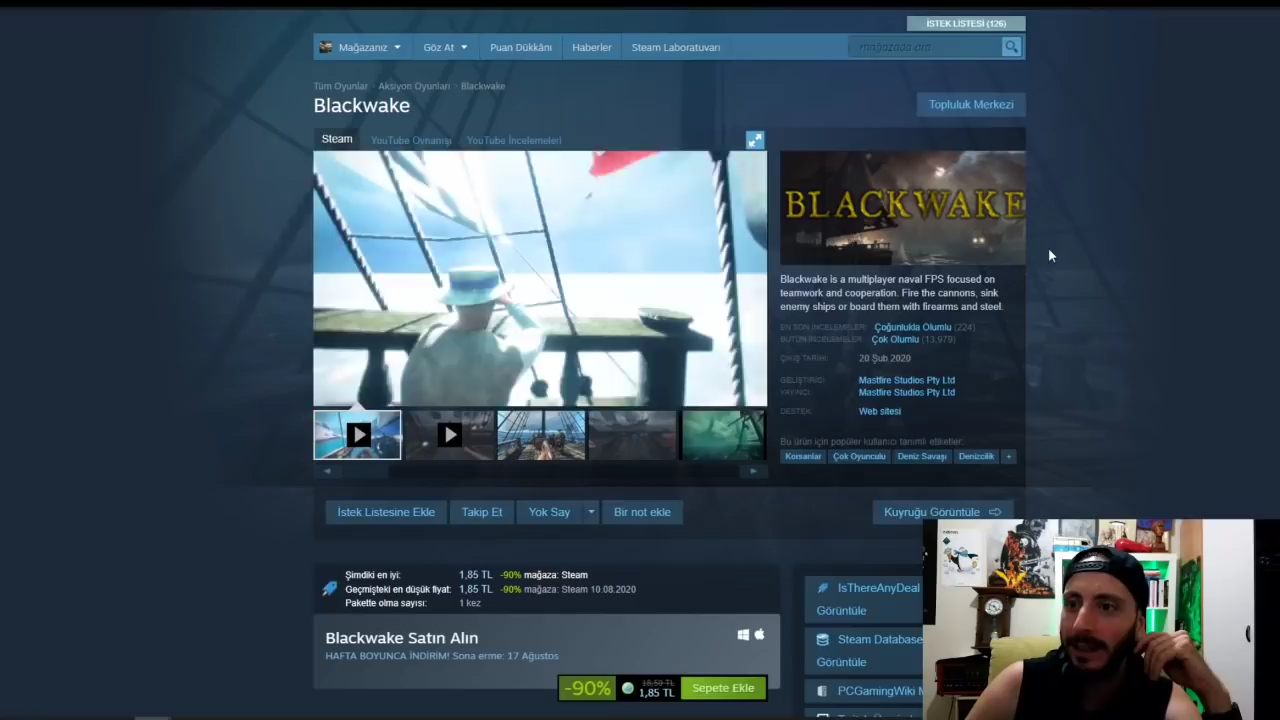 İSTEK LİSTESİ (126)
Mağazanız
Göz At
Puan Dükkânı
Haberler
Steam Laboratuvarı
mağazada ara
Tüm Oyunlar > Aksiyon Oyunları > Blackwake
Blackwake
Topluluk Merkezi
Steam
YouTube Oynanışı
YouTube İncelemeleri
BLACKWAKE
Blackwake is a multiplayer naval FPS focused on
teamwork and cooperation. Fire the cannons, sink
enemy ships or board them with firearms and steel.
EN SON İNCELEMELER: Çoğunlukla Olumlu (224)
BÜTÜN İNCELEMELER: Çok Olumlu (13,979)
ÇIKIŞ TARİHİ: 20 Şub 2020
GELİŞTİRİCİ: Mastfire Studios Pty Ltd
YAYINCI: Mastfire Studios Pty Ltd
DESTEK: Web sitesi
Bu ürün için popüler kullanıcı tanımlı etiketler:
Korsanlar Çok Oyunculu Deniz Savaşı Denizcilik +
İstek Listesine Ekle
Takip Et
Yok Say
Bir not ekle
Kuyruğu Görüntüle
Şimdiki en iyi: 1,85 TL -90% mağaza: Steam
Geçmişteki en düşük fiyat: 1,85 TL -90% mağaza: Steam 10.08.2020
Pakette olma sayısı: 1 kez
Blackwake Satın Alın
HAFTA BOYUNCA İNDİRİM! Sona erme: 17 Ağustos
-90%
18,50 TL
1,85 TL
Sepete Ekle
IsThereAnyDeal
Görüntüle
Steam Database
Görüntüle
PCGamingWiki